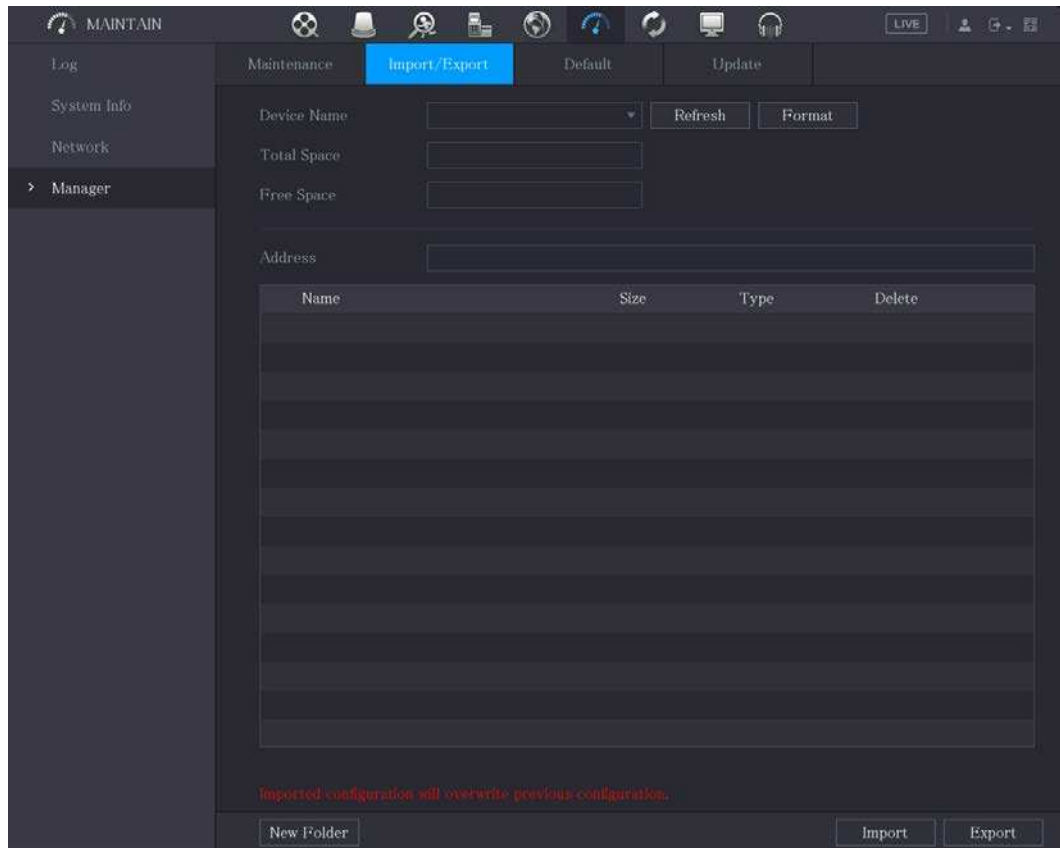 MAINTAIN
LIVE
Log
System Info
Network
Manager
Maintenance Import/Export Default Update
Device Name Refresh Format
Total Space
Free Space
Address
Name Size Type Delete
Imported configuration will overwrite previous configuration.
New Folder Import Export